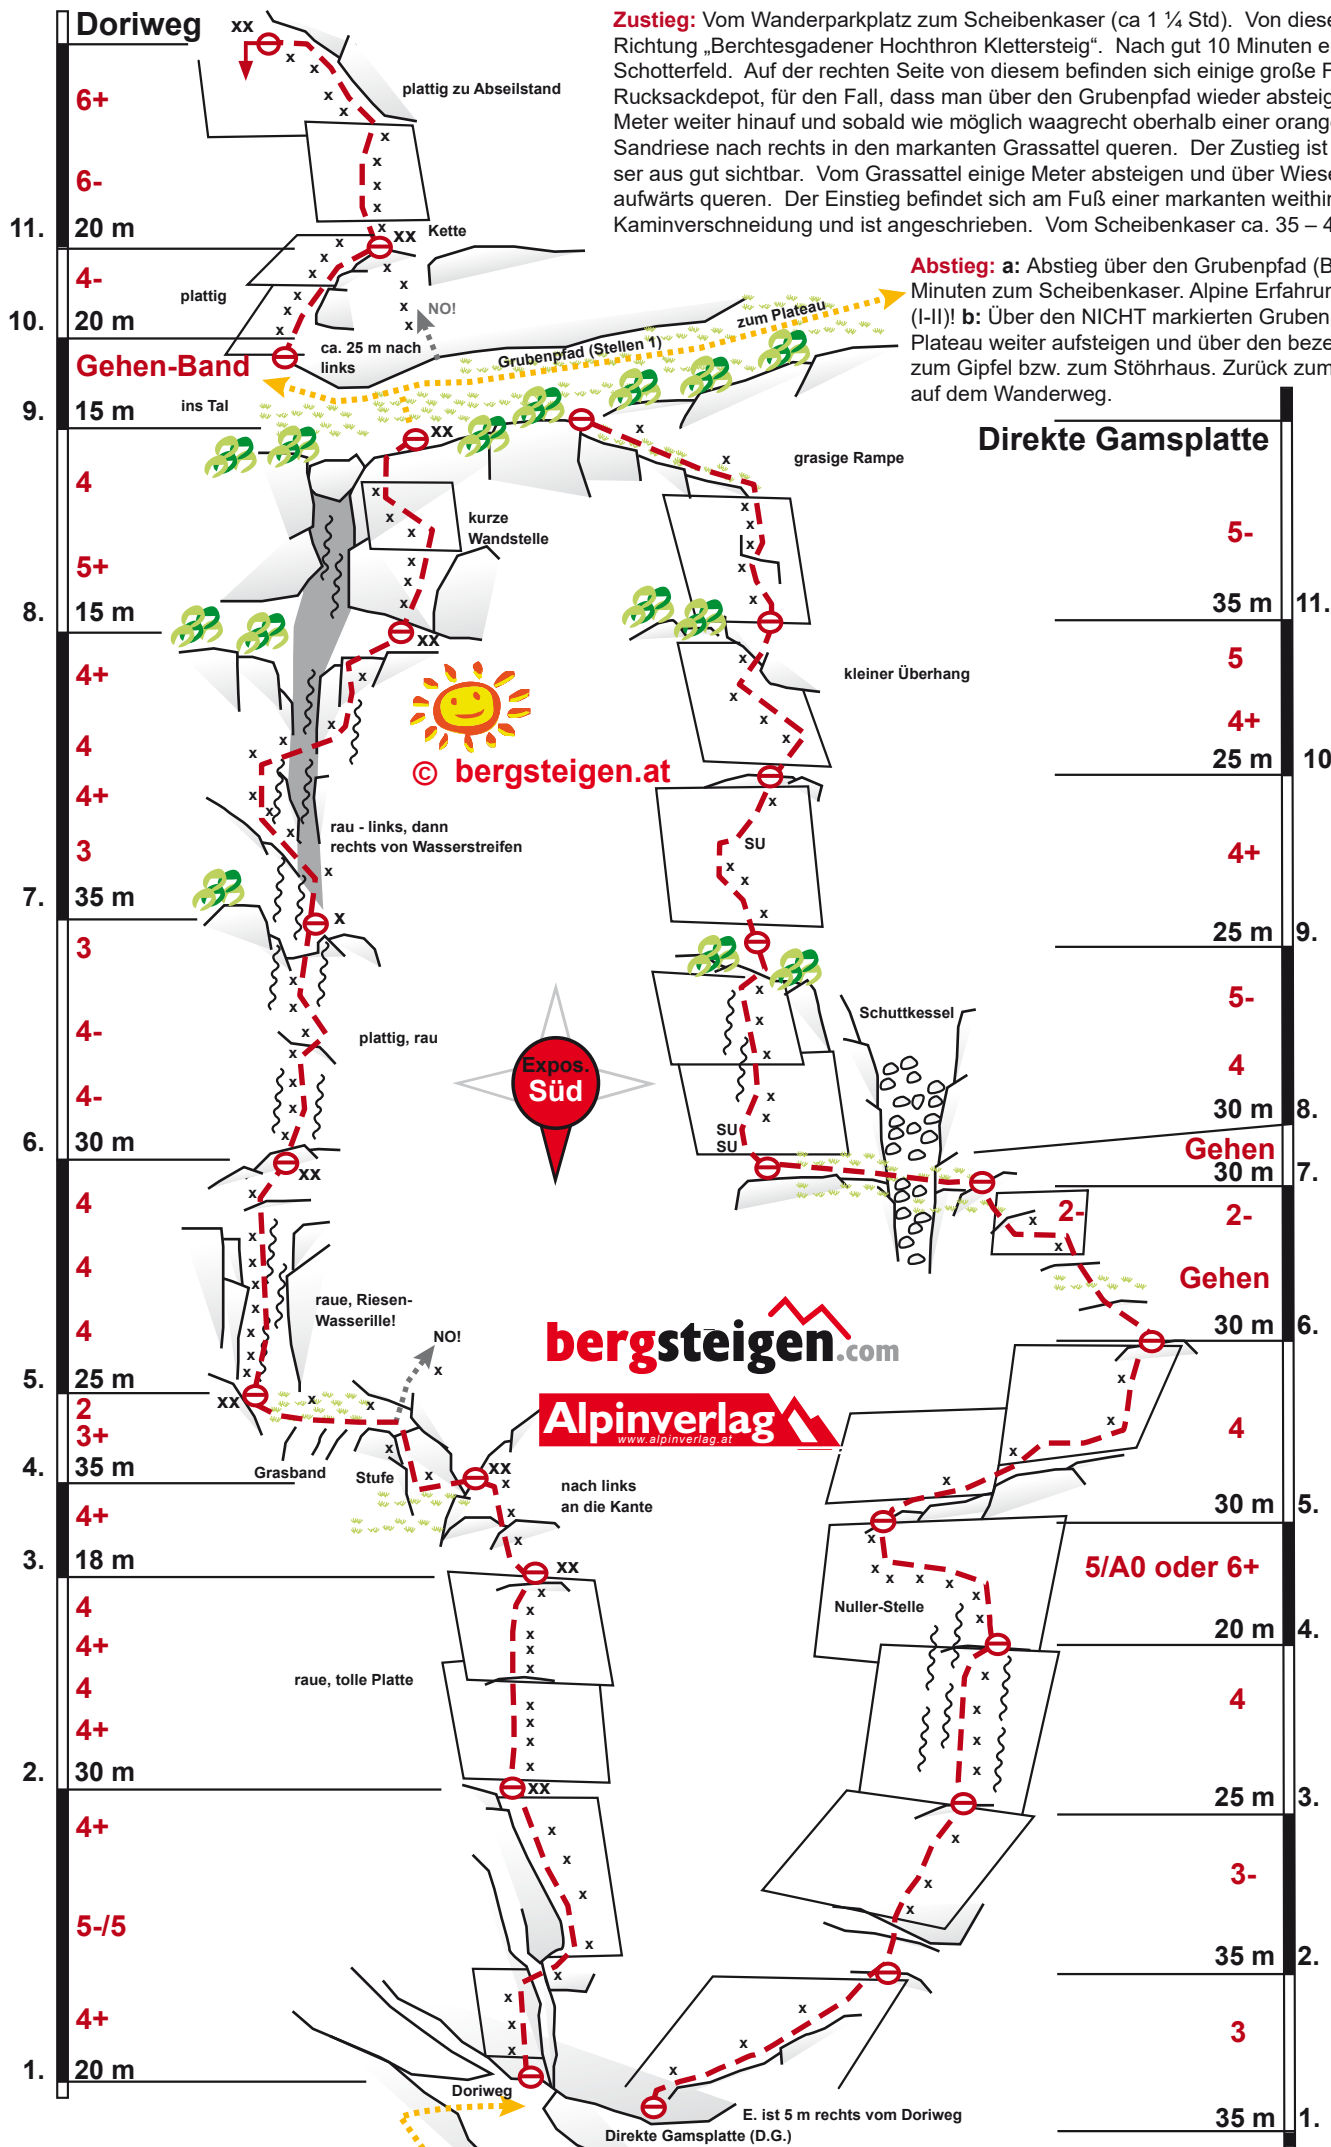 Doriweg
Zustieg: Vom Wanderparkplatz zum Scheibenkaser (ca 1 ¼ Std). Von diese
Richtung „Berchtesgadener Hochthron Klettersteig“. Nach gut 10 Minuten e
Schotterfeld. Auf der rechten Seite von diesem befinden sich einige große F
Rucksackdepot, für den Fall, dass man über den Grubenpfad wieder absteig
Meter weiter hinauf und sobald wie möglich waagrecht oberhalb einer orange
Sandriese nach rechts in den markanten Grassattel queren. Der Zustieg ist
ser aus gut sichtbar. Vom Grassattel einige Meter absteigen und über Wiese
aufwärts queren. Der Einstieg befindet sich am Fuß einer markanten weithin
Kaminverschneidung und ist angeschrieben. Vom Scheibenkaser ca. 35 – 4
Abstieg: a: Abstieg über den Grubenpfad (B
Minuten zum Scheibenkaser. Alpine Erfahrun
(I-II)! b: Über den NICHT markierten Gruben
Plateau weiter aufsteigen und über den beze
zum Gipfel bzw. zum Stöhrhaus. Zurück zum
auf dem Wanderweg.
xx
plattig zu Abseilstand
6+
6-
11. 20 m
xx
Kette
4-
plattig
10. 20 m
NO!
zum Plateau
ca. 25 m nach
links
Grubenpfad (Stellen 1)
Gehen-Band
ins Tal
9. 15 m
xx
4
kurze
Wandstelle
5+
8. 15 m
xx
4+
4
4+
3
rau - links, dann
rechts von Wasserstreifen
7. 35 m
x
3
4-
plattig, rau
4-
6. 30 m
xx
4
4
raue, Riesen-
Wasserille!
4
NO!
5. 25 m
xx
2
3+
4. 35 m
Grasband
Stufe
xx
nach links
an die Kante
4+
3. 18 m
xx
4
4+
4
raue, tolle Platte
4+
2. 30 m
xx
4+
5-/5
4+
1. 20 m
Doriweg
© bergsteigen.at
Expos.
Süd
bergsteigen.com
Alpinverlag
www.alpinverlag.at
Direkte Gamsplatte
grasige Rampe
5-
35 m 11.
5
kleiner Überhang
4+
25 m 10
SU
4+
25 m 9.
5-
Schuttkessel
4
30 m 8.
SU
SU
Gehen
30 m 7.
2-
2-
Gehen
30 m 6.
4
30 m 5.
5/A0 oder 6+
Nuller-Stelle
20 m 4.
4
25 m 3.
3-
35 m 2.
3
E. ist 5 m rechts vom Doriweg
Direkte Gamsplatte (D.G.)
35 m 1.